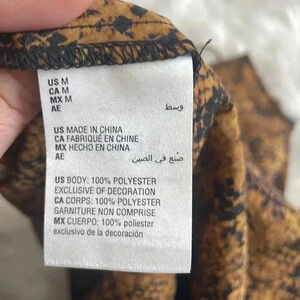 US M
CA M
MX M
AE وسط
US MADE IN CHINA
CA FABRIQUÉ EN CHINE
MX HECHO EN CHINA
AE صنع في الصين
US BODY: 100% POLYESTER
EXCLUSIVE OF DECORATION
CA CORPS: 100% POLYESTER
GARNITURE NON COMPRISE
MX CUERPO: 100% poliester
exclusivo de la decoración